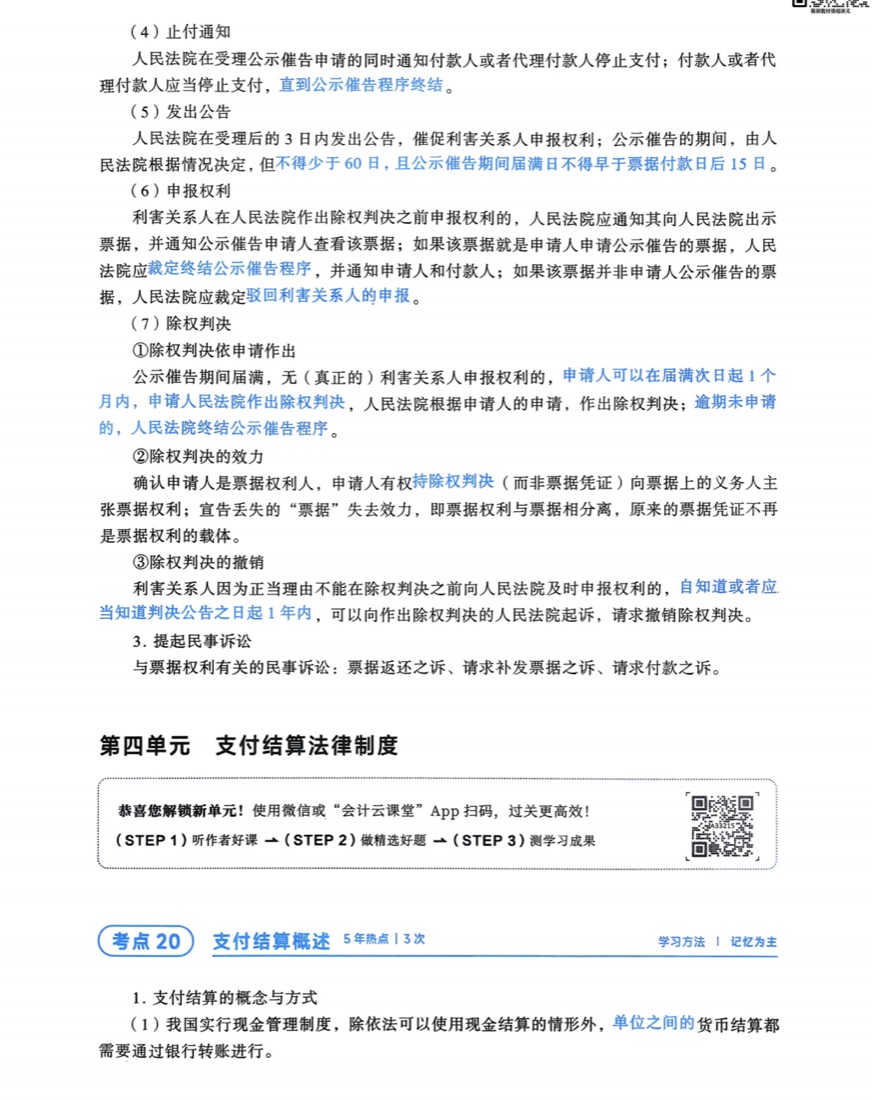 （4）止付通知
人民法院在受理公示催告申请的同时通知付款人或者代理付款人停止支付；付款人或者代
理付款人应当停止支付，直到公示催告程序终结。
（5）发出公告
人民法院在受理后的 3 日内发出公告，催促利害关系人申报权利；公示催告的期间，由人
民法院根据情况决定，但不得少于 60 日，且公示催告期间届满日不得早于票据付款日后 15 日。
（6）申报权利
利害关系人在人民法院作出除权判决之前申报权利的，人民法院应通知其向人民法院出示
票据，并通知公示催告申请人查看该票据；如果该票据就是申请人申请公示催告的票据，人民
法院应裁定终结公示催告程序，并通知申请人和付款人；如果该票据并非申请人公示催告的票
据，人民法院应裁定驳回利害关系人的申报。
（7）除权判决
①除权判决依申请作出
公示催告期间届满，无（真正的）利害关系人申报权利的，申请人可以在届满次日起 1 个
月内，申请人民法院作出除权判决，人民法院根据申请人的申请，作出除权判决；逾期未申请
的，人民法院终结公示催告程序。
②除权判决的效力
确认申请人是票据权利人，申请人有权持除权判决（而非票据凭证）向票据上的义务人主
张票据权利；宣告丢失的“票据”失去效力，即票据权利与票据相分离，原来的票据凭证不再
是票据权利的载体。
③除权判决的撤销
利害关系人因为正当理由不能在除权判决之前向人民法院及时申报权利的，自知道或者应
当知道判决公告之日起 1 年内，可以向作出除权判决的人民法院起诉，请求撤销除权判决。
3. 提起民事诉讼
与票据权利有关的民事诉讼：票据返还之诉、请求补发票据之诉、请求付款之诉。
第四单元　支付结算法律制度
恭喜您解锁新单元！使用微信或“会计云课堂”App 扫码，过关更高效！
（STEP 1）听作者好课 ⇀（STEP 2）做精选好题 ⇀（STEP 3）测学习成果
考点 20　支付结算概述　5 年热点 | 3 次　学习方法 | 记忆为主
1. 支付结算的概念与方式
（1）我国实行现金管理制度，除依法可以使用现金结算的情形外，单位之间的货币结算都
需要通过银行转账进行。